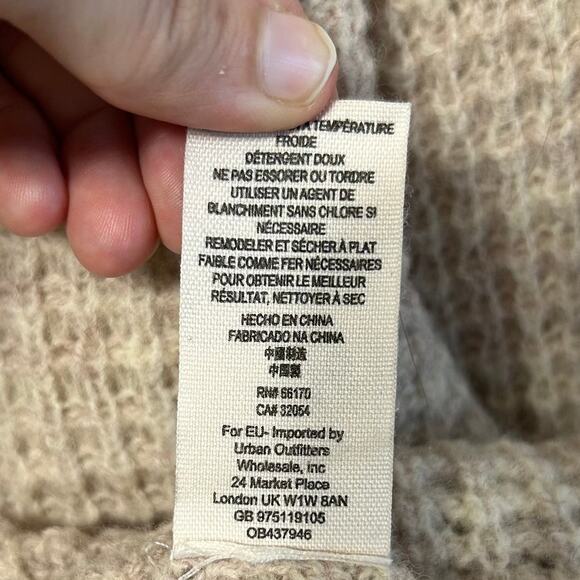 TEMPÉRATURE
FROIDE
DÉTERGENT DOUX
NE PAS ESSORER OU TORDRE
UTILISER UN AGENT DE
BLANCHIMENT SANS CHLORE SI
NÉCESSAIRE
REMODELER ET SÉCHER À PLAT
FAIBLE COMME FER NÉCESSAIRES
POUR OBTENIR LE MEILLEUR
RÉSULTAT, NETTOYER À SEC
HECHO EN CHINA
FABRICADO NA CHINA
中國製造
中国製
RN# 66170
CA# 32054
For EU- Imported by
Urban Outfitters
Wholesale, inc
24 Market Place
London UK W1W 8AN
GB 975119105
OB437946